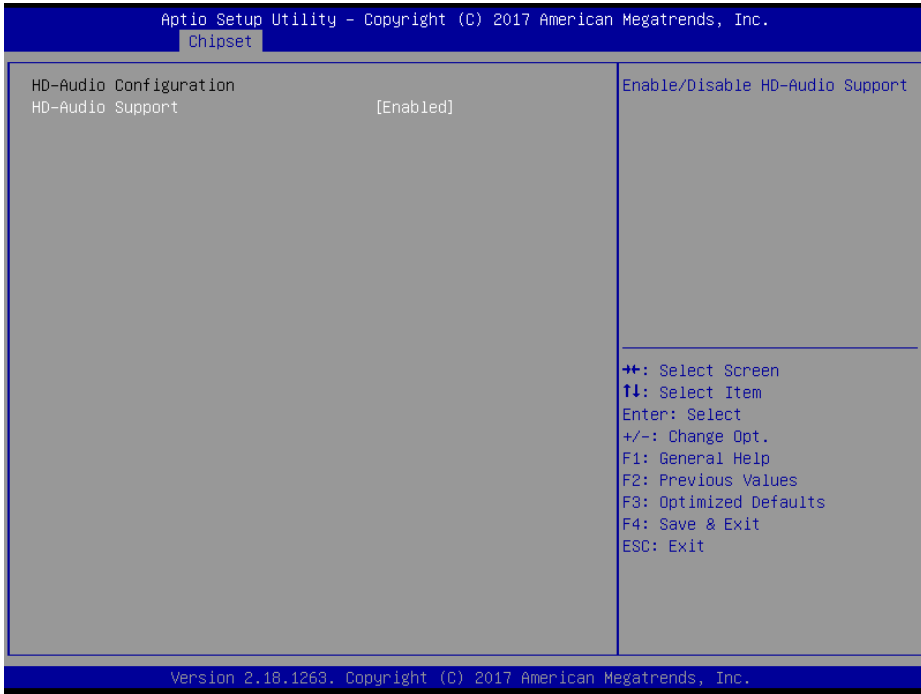 Aptio Setup Utility – Copyright (C) 2017 American Megatrends, Inc.
Chipset
HD-Audio Configuration
HD-Audio Support [Enabled]
Enable/Disable HD-Audio Support
→←: Select Screen
↑↓: Select Item
Enter: Select
+/-: Change Opt.
F1: General Help
F2: Previous Values
F3: Optimized Defaults
F4: Save & Exit
ESC: Exit
Version 2.18.1263. Copyright (C) 2017 American Megatrends, Inc.